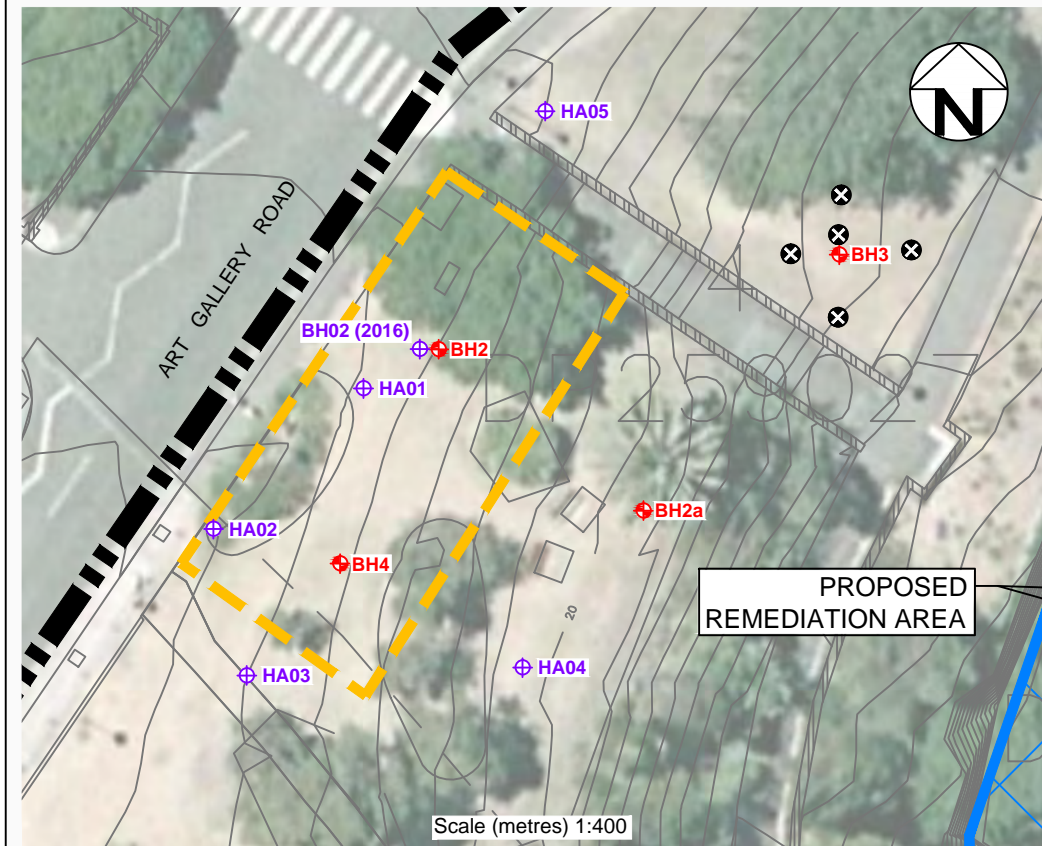 HA05
N
ART GALLERY ROAD
BH3
4
BH02 (2016)
BH2
HA01
BH2a
HA02
BH4
PROPOSED
REMEDIATION AREA
20
HA03
HA04
Scale (metres) 1:400